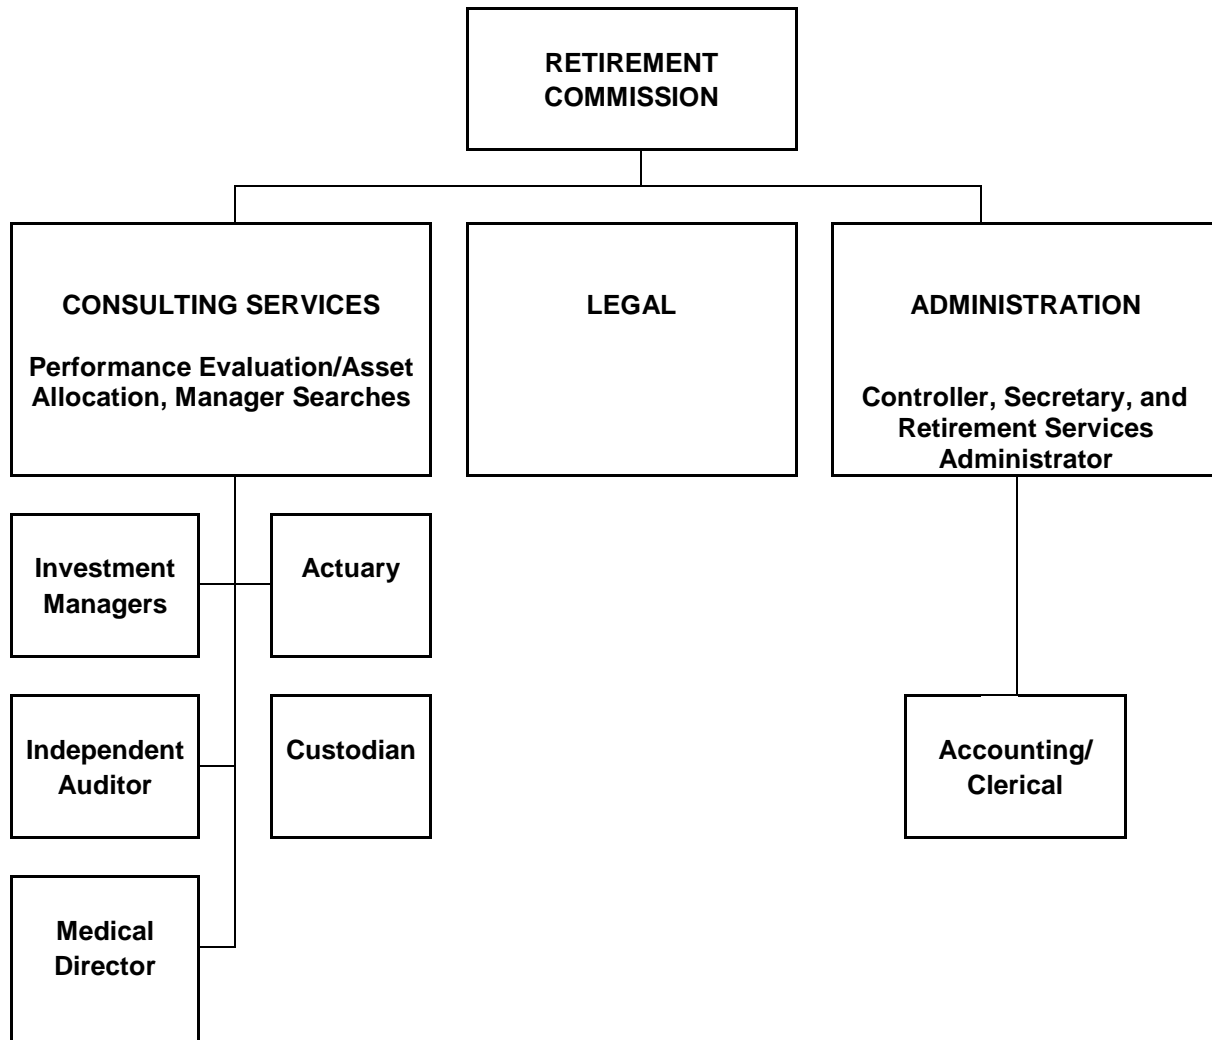 RETIREMENT
COMMISSION
CONSULTING SERVICES
Performance Evaluation/Asset
Allocation, Manager Searches
LEGAL
ADMINISTRATION
Controller, Secretary, and
Retirement Services
Administrator
Investment
Managers
Actuary
Independent
Auditor
Custodian
Accounting/
Clerical
Medical
Director